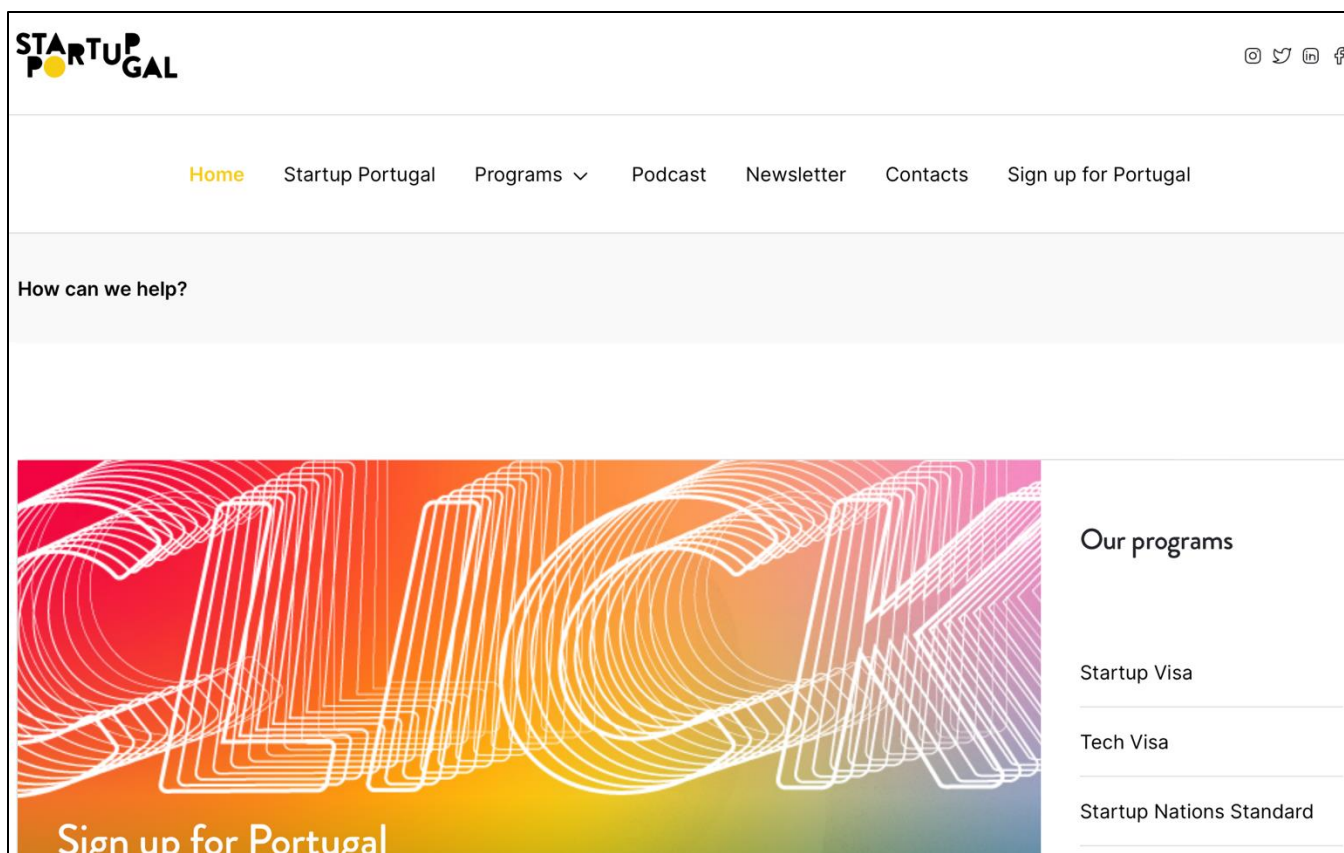 STARTUP
PORTUGAL
Home Startup Portugal Programs Podcast Newsletter Contacts Sign up for Portugal
How can we help?
CLICK
Sign up for Portugal
Our programs
Startup Visa
Tech Visa
Startup Nations Standard